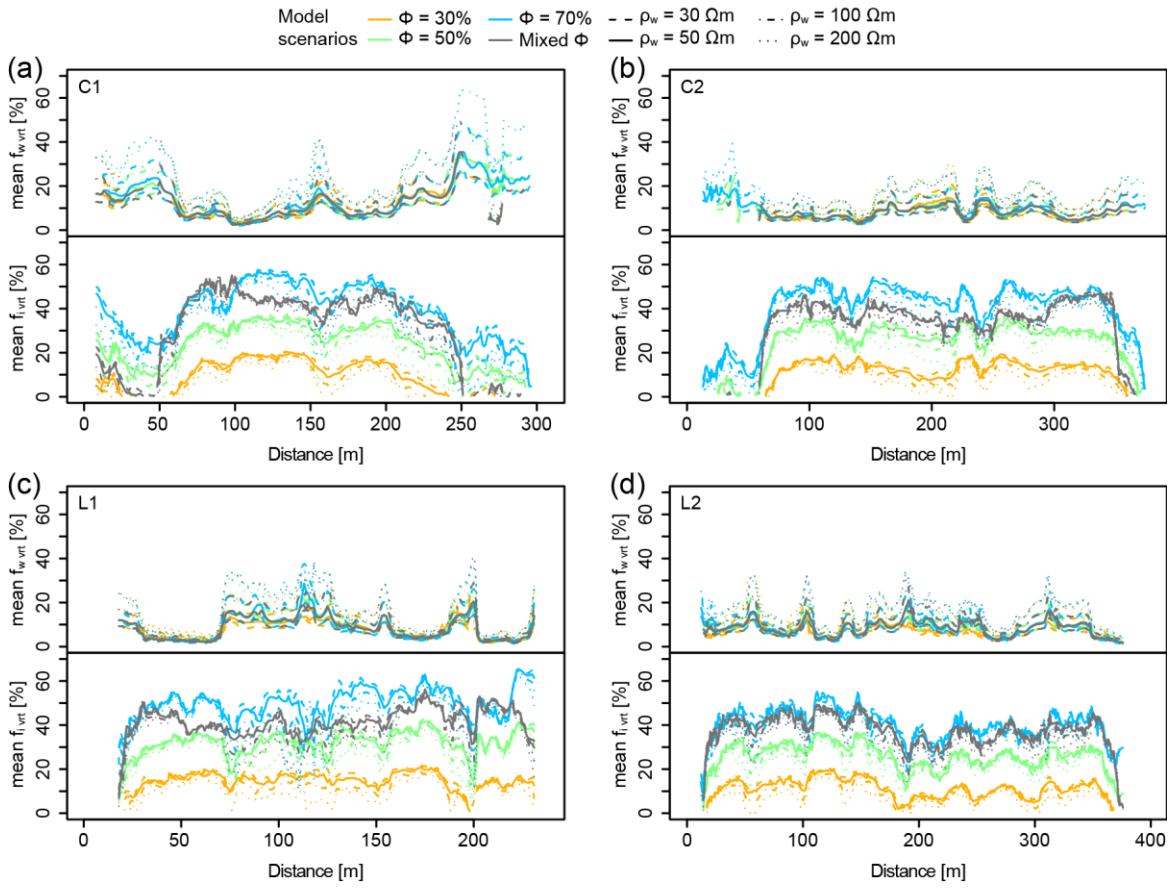 Model Φ = 30% Φ = 70% ρw = 30 Ωm ρw = 100 Ωm
scenarios Φ = 50% Mixed Φ ρw = 50 Ωm ρw = 200 Ωm
(a)
C1
mean fw vrt [%]
0 20 40 60
mean fi vrt [%]
0 20 40 60
0 50 100 150 200 250 300
Distance [m]
(b)
C2
mean fw vrt [%]
0 20 40 60
mean fi vrt [%]
0 20 40 60
0 100 200 300
Distance [m]
(c)
L1
mean fw vrt [%]
0 20 40 60
mean fi vrt [%]
0 20 40 60
0 50 100 150 200
Distance [m]
(d)
L2
mean fw vrt [%]
0 20 40 60
mean fi vrt [%]
0 20 40 60
0 100 200 300 400
Distance [m]